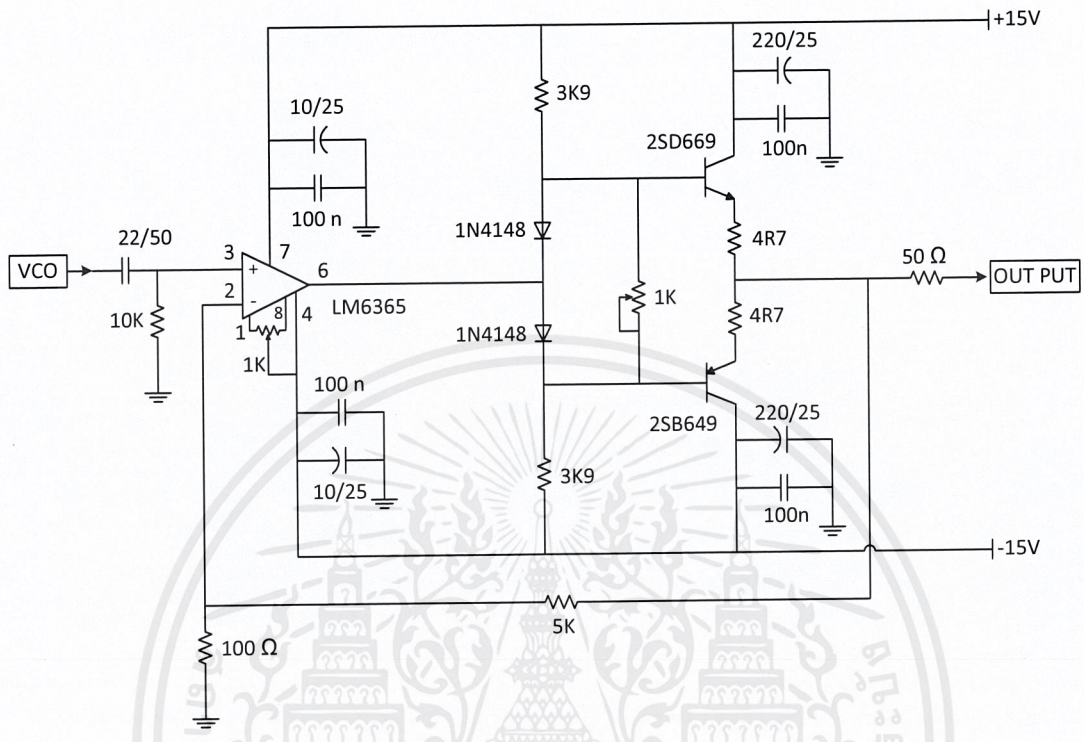 +15V
220/25
3K9
10/25
2SD669
100n
100 n
1N4148
4R7
22/50
3
7
50 Ω
VCO
+
6
OUT PUT
2
-
8
4
LM6365
1K
10K
1
1N4148
4R7
1K
100 n
2SB649
220/25
3K9
10/25
100n
-15V
5K
100 Ω